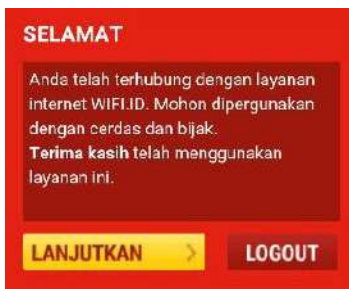 SELAMAT
Anda telah terhubung dengan layanan
internet WIFI.ID. Mohon dipergunakan
dengan cerdas dan bijak.
Terima kasih telah menggunakan
layanan ini.
LANJUTKAN
LOGOUT